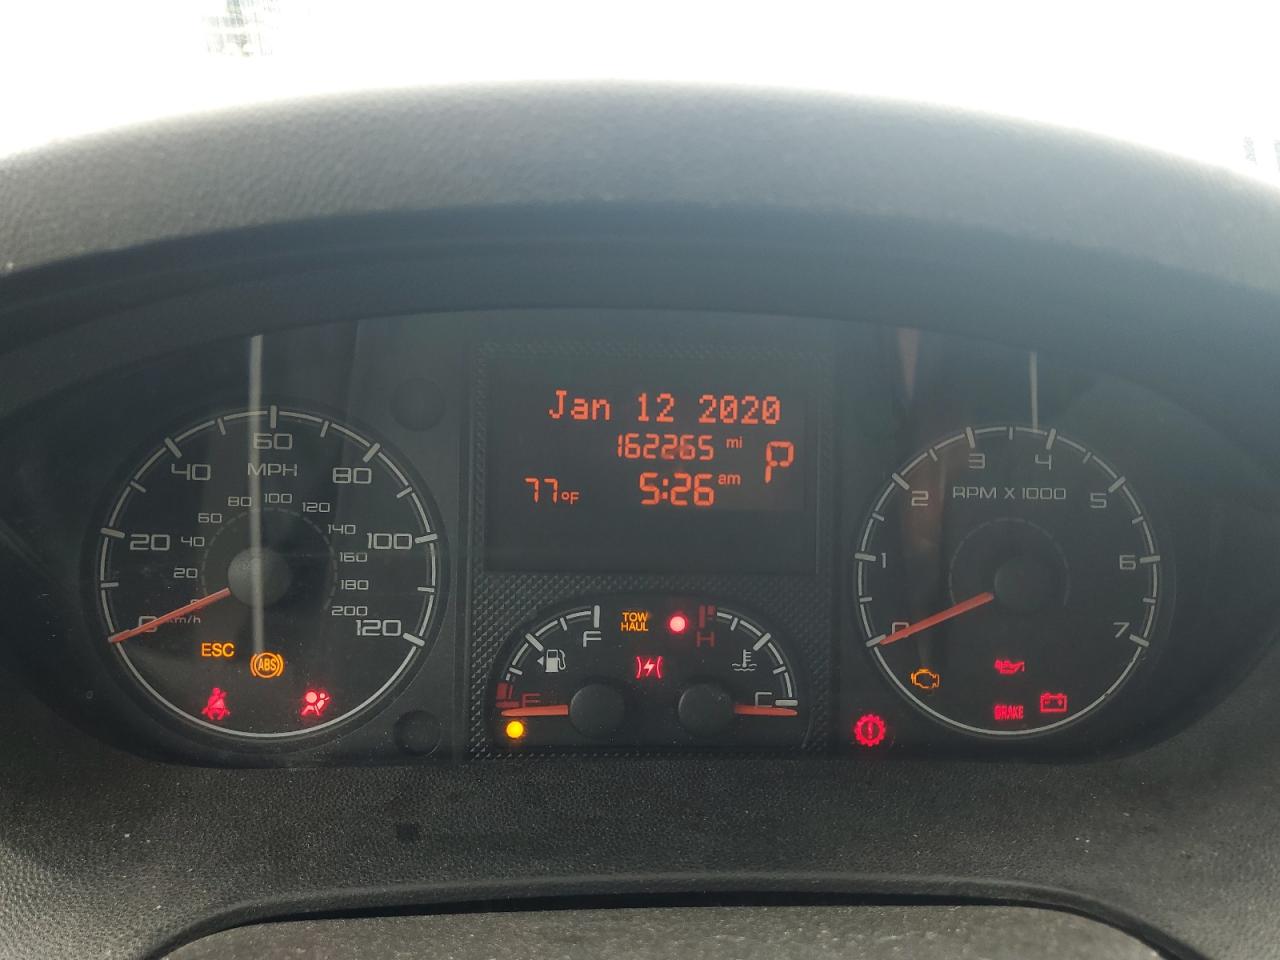 Jan 12 2020
162265 mi
P
77°F
5:26 am
0 20 40 60 80 100 120
MPH
20 40 60 80 100 120 140 160 180 200
km/h
ESC
ABS
TOW
HAUL
E F
H C
0 1 2 3 4 5 6 7
RPM X 1000
BRAKE